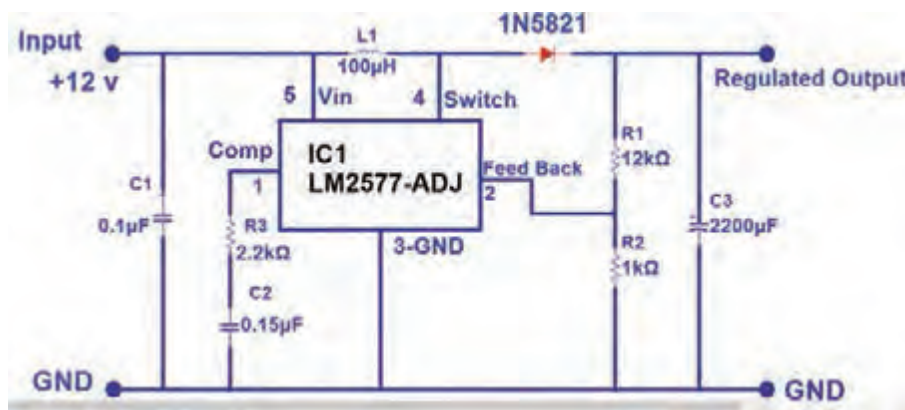 1N5821
Input
L1
+12 v
100µH
Regulated Output
5 Vin
4 Switch
Comp
IC1
LM2577-ADJ
Feed Back
1
2
R1
12kΩ
C1
0.1µF
R3
2.2kΩ
3-GND
C3
2200µF
R2
1kΩ
C2
0.15µF
GND
GND